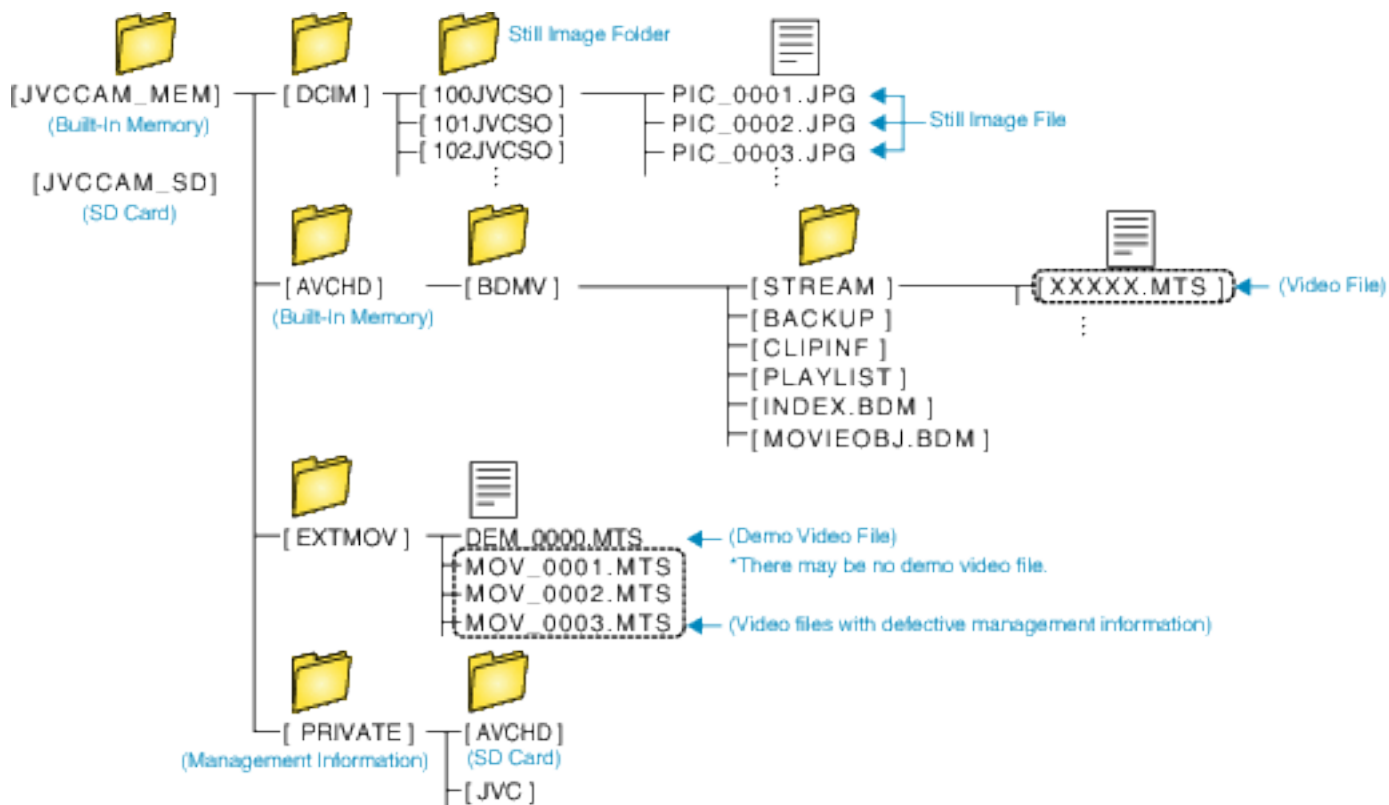 Still Image Folder
[JVCCAM_MEM] [DCIM] [100JVCSO] PIC_0001.JPG
(Built-In Memory) [101JVCSO] PIC_0002.JPG Still Image File
[102JVCSO] PIC_0003.JPG
[JVCCAM_SD]
(SD Card)
[AVCHD] [BDMV] [STREAM] [XXXXX.MTS] (Video File)
(Built-In Memory) [BACKUP]
[CLIPINF]
[PLAYLIST]
[INDEX.BDM]
[MOVIEOBJ.BDM]
[EXTMOV] DEM_0000.MTS (Demo Video File)
MOV_0001.MTS *There may be no demo video file.
MOV_0002.MTS
MOV_0003.MTS (Video files with defective management information)
[PRIVATE] [AVCHD]
(Management Information) (SD Card)
[JVC]